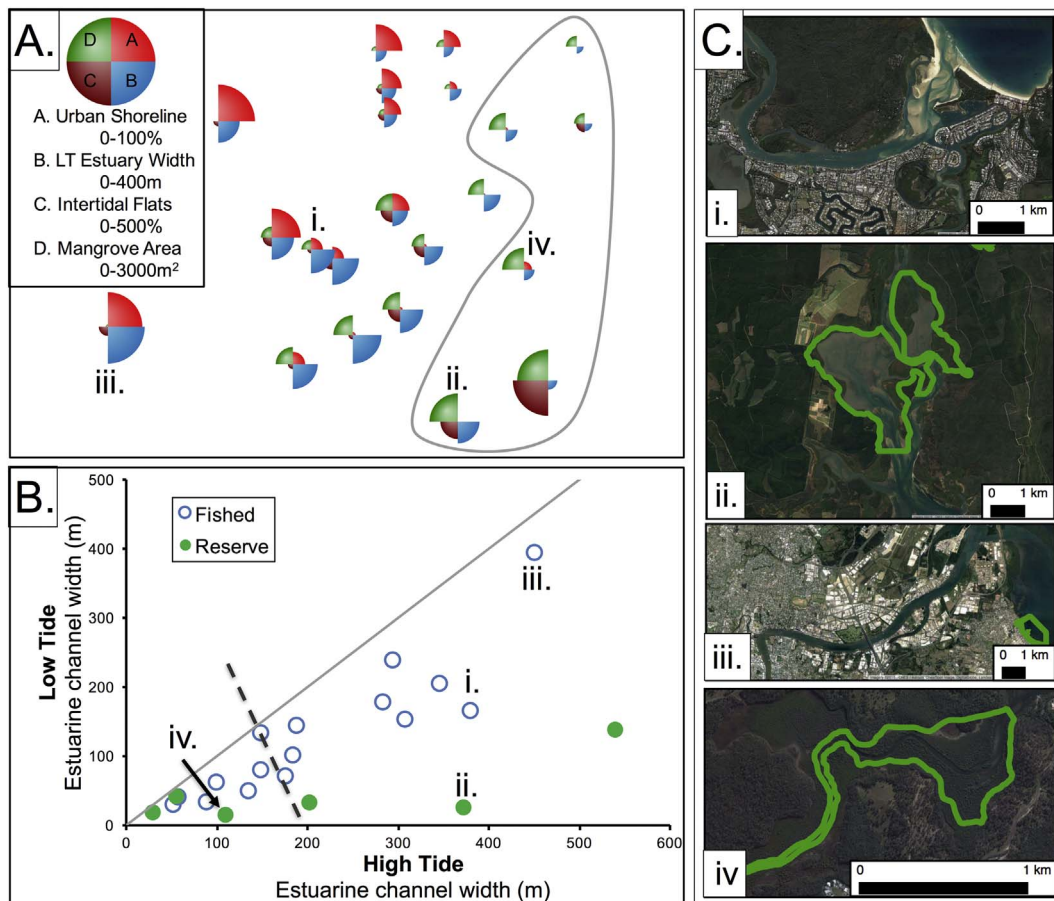 A.
D A
C B
A. Urban Shoreline
0-100%
B. LT Estuary Width
0-400m
C. Intertidal Flats
0-500%
D. Mangrove Area
0-3000m²
i.
iv.
iii.
ii.
B.
Low Tide
Estuarine channel width (m)
500
400
300
200
100
0
Fished
Reserve
iii.
i.
iv.
ii.
0 100 200 300 400 500 600
High Tide
Estuarine channel width (m)
C.
i.
0 1 km
ii.
0 1 km
iii.
0 1 km
iv
0 1 km